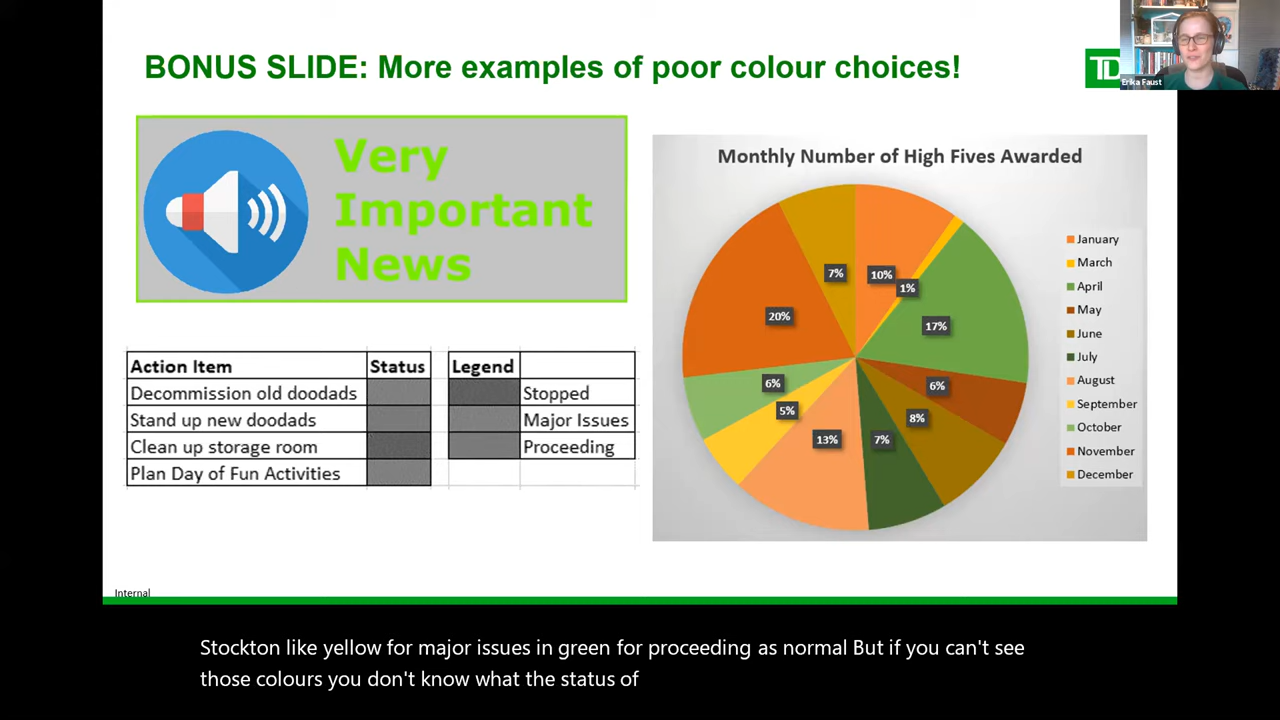 BONUS SLIDE: More examples of poor colour choices!
TD
Erika Faust
Very
Important
News
Action Item Status
Decommission old doodads
Stand up new doodads
Clean up storage room
Plan Day of Fun Activities
Legend
Stopped
Major Issues
Proceeding
Monthly Number of High Fives Awarded
10%
1%
17%
6%
8%
7%
13%
5%
6%
20%
7%
January
March
April
May
June
July
August
September
October
November
December
Internal
Stockton like yellow for major issues in green for proceeding as normal But if you can't see
those colours you don't know what the status of